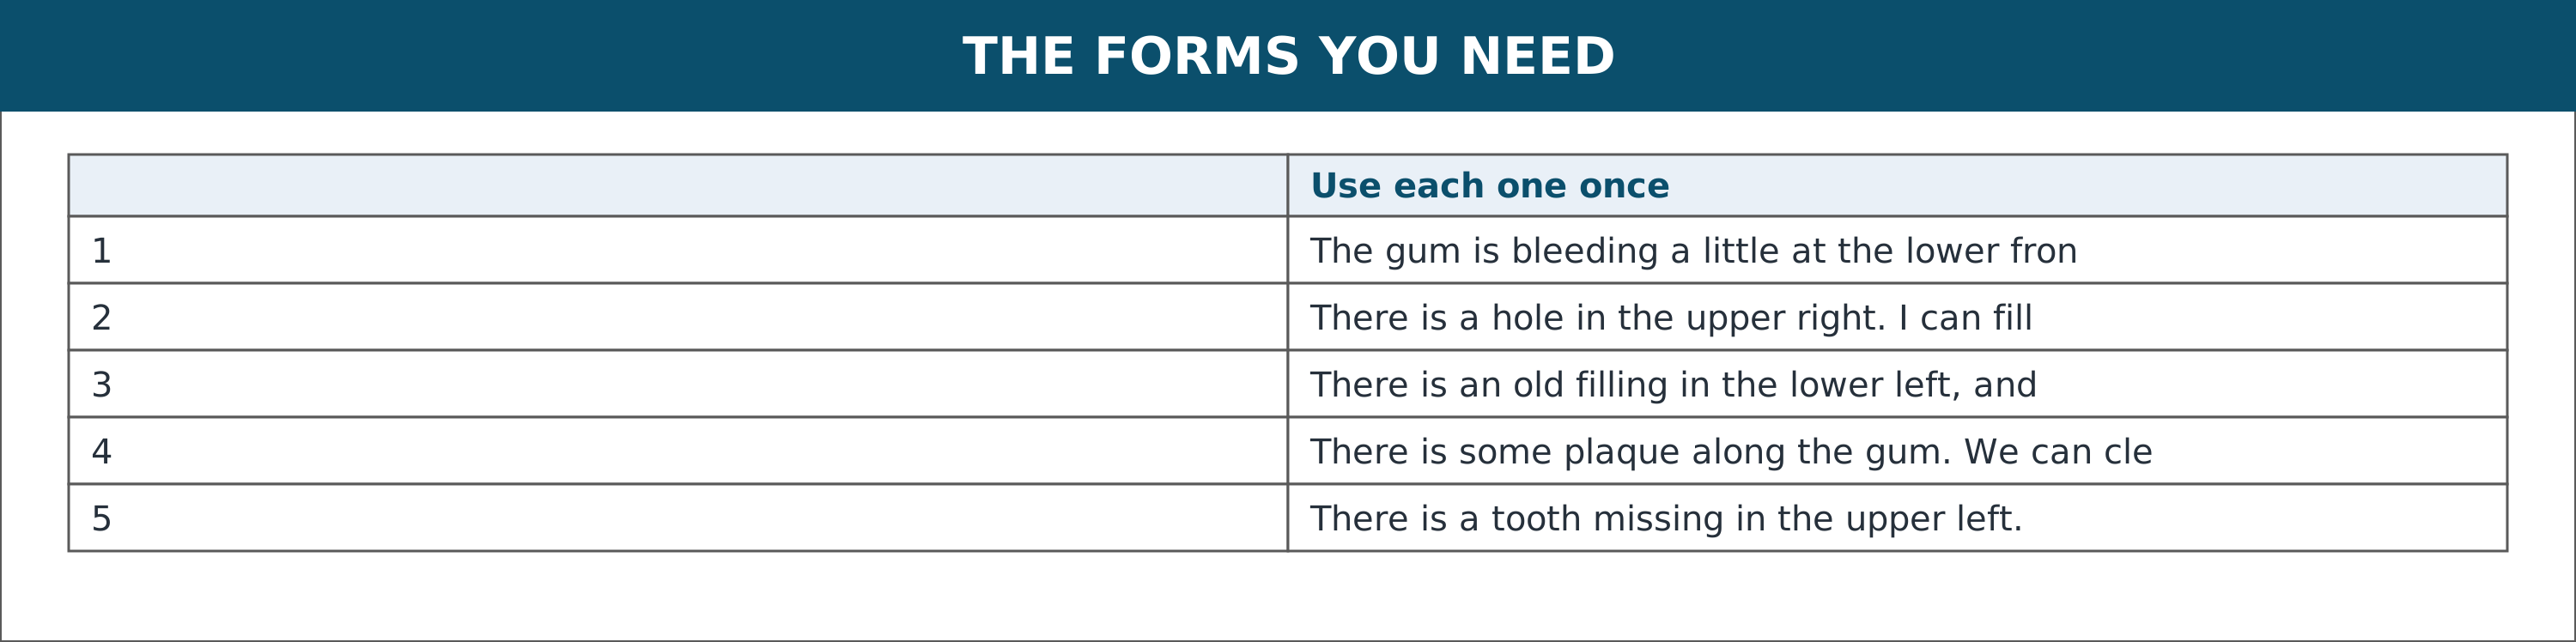 THE FORMS YOU NEED
Use each one once
1 The gum is bleeding a little at the lower fron
2 There is a hole in the upper right. I can fill
3 There is an old filling in the lower left, and
4 There is some plaque along the gum. We can cle
5 There is a tooth missing in the upper left.